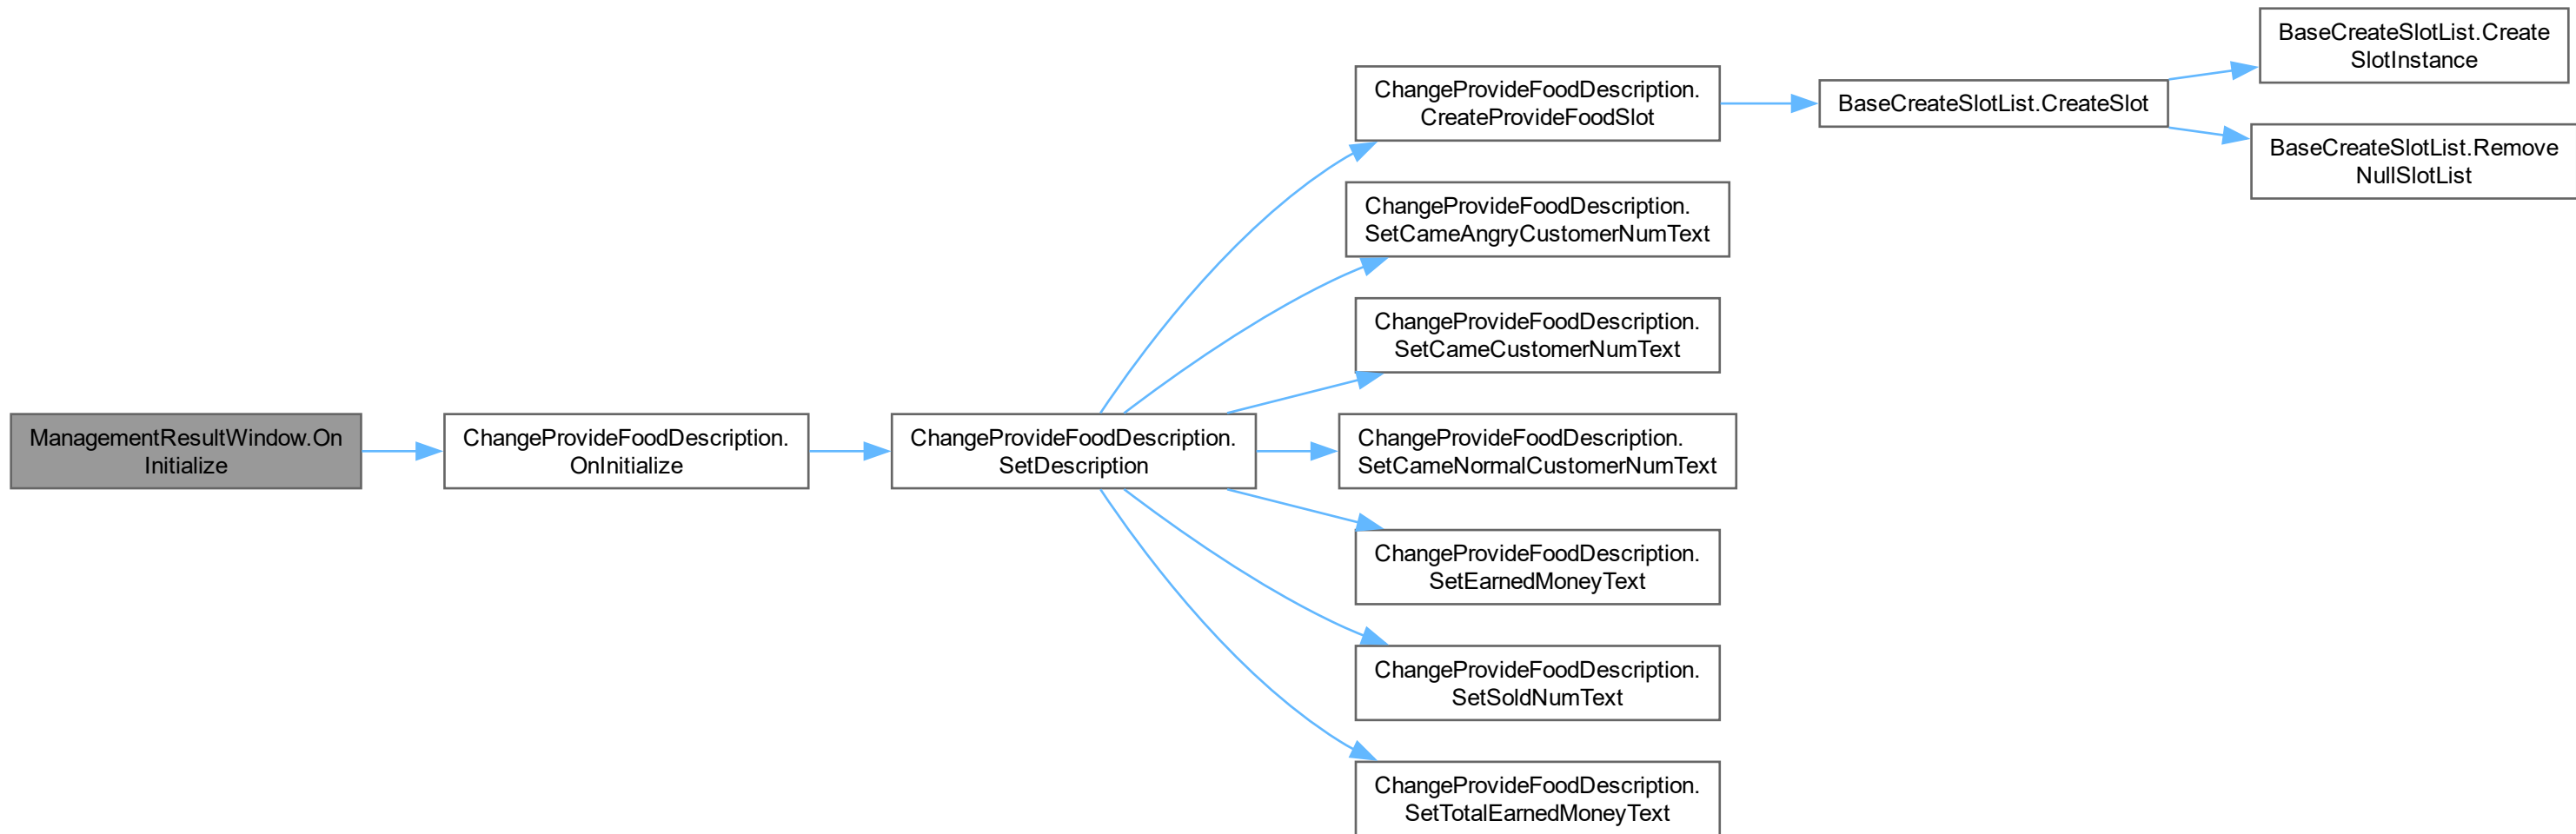 ManagementResultWindow.On
Initialize
ChangeProvideFoodDescription.
OnInitialize
ChangeProvideFoodDescription.
SetDescription
ChangeProvideFoodDescription.
CreateProvideFoodSlot
ChangeProvideFoodDescription.
SetCameAngryCustomerNumText
ChangeProvideFoodDescription.
SetCameCustomerNumText
ChangeProvideFoodDescription.
SetCameNormalCustomerNumText
ChangeProvideFoodDescription.
SetEarnedMoneyText
ChangeProvideFoodDescription.
SetSoldNumText
ChangeProvideFoodDescription.
SetTotalEarnedMoneyText
BaseCreateSlotList.CreateSlot
BaseCreateSlotList.Create
SlotInstance
BaseCreateSlotList.Remove
NullSlotList